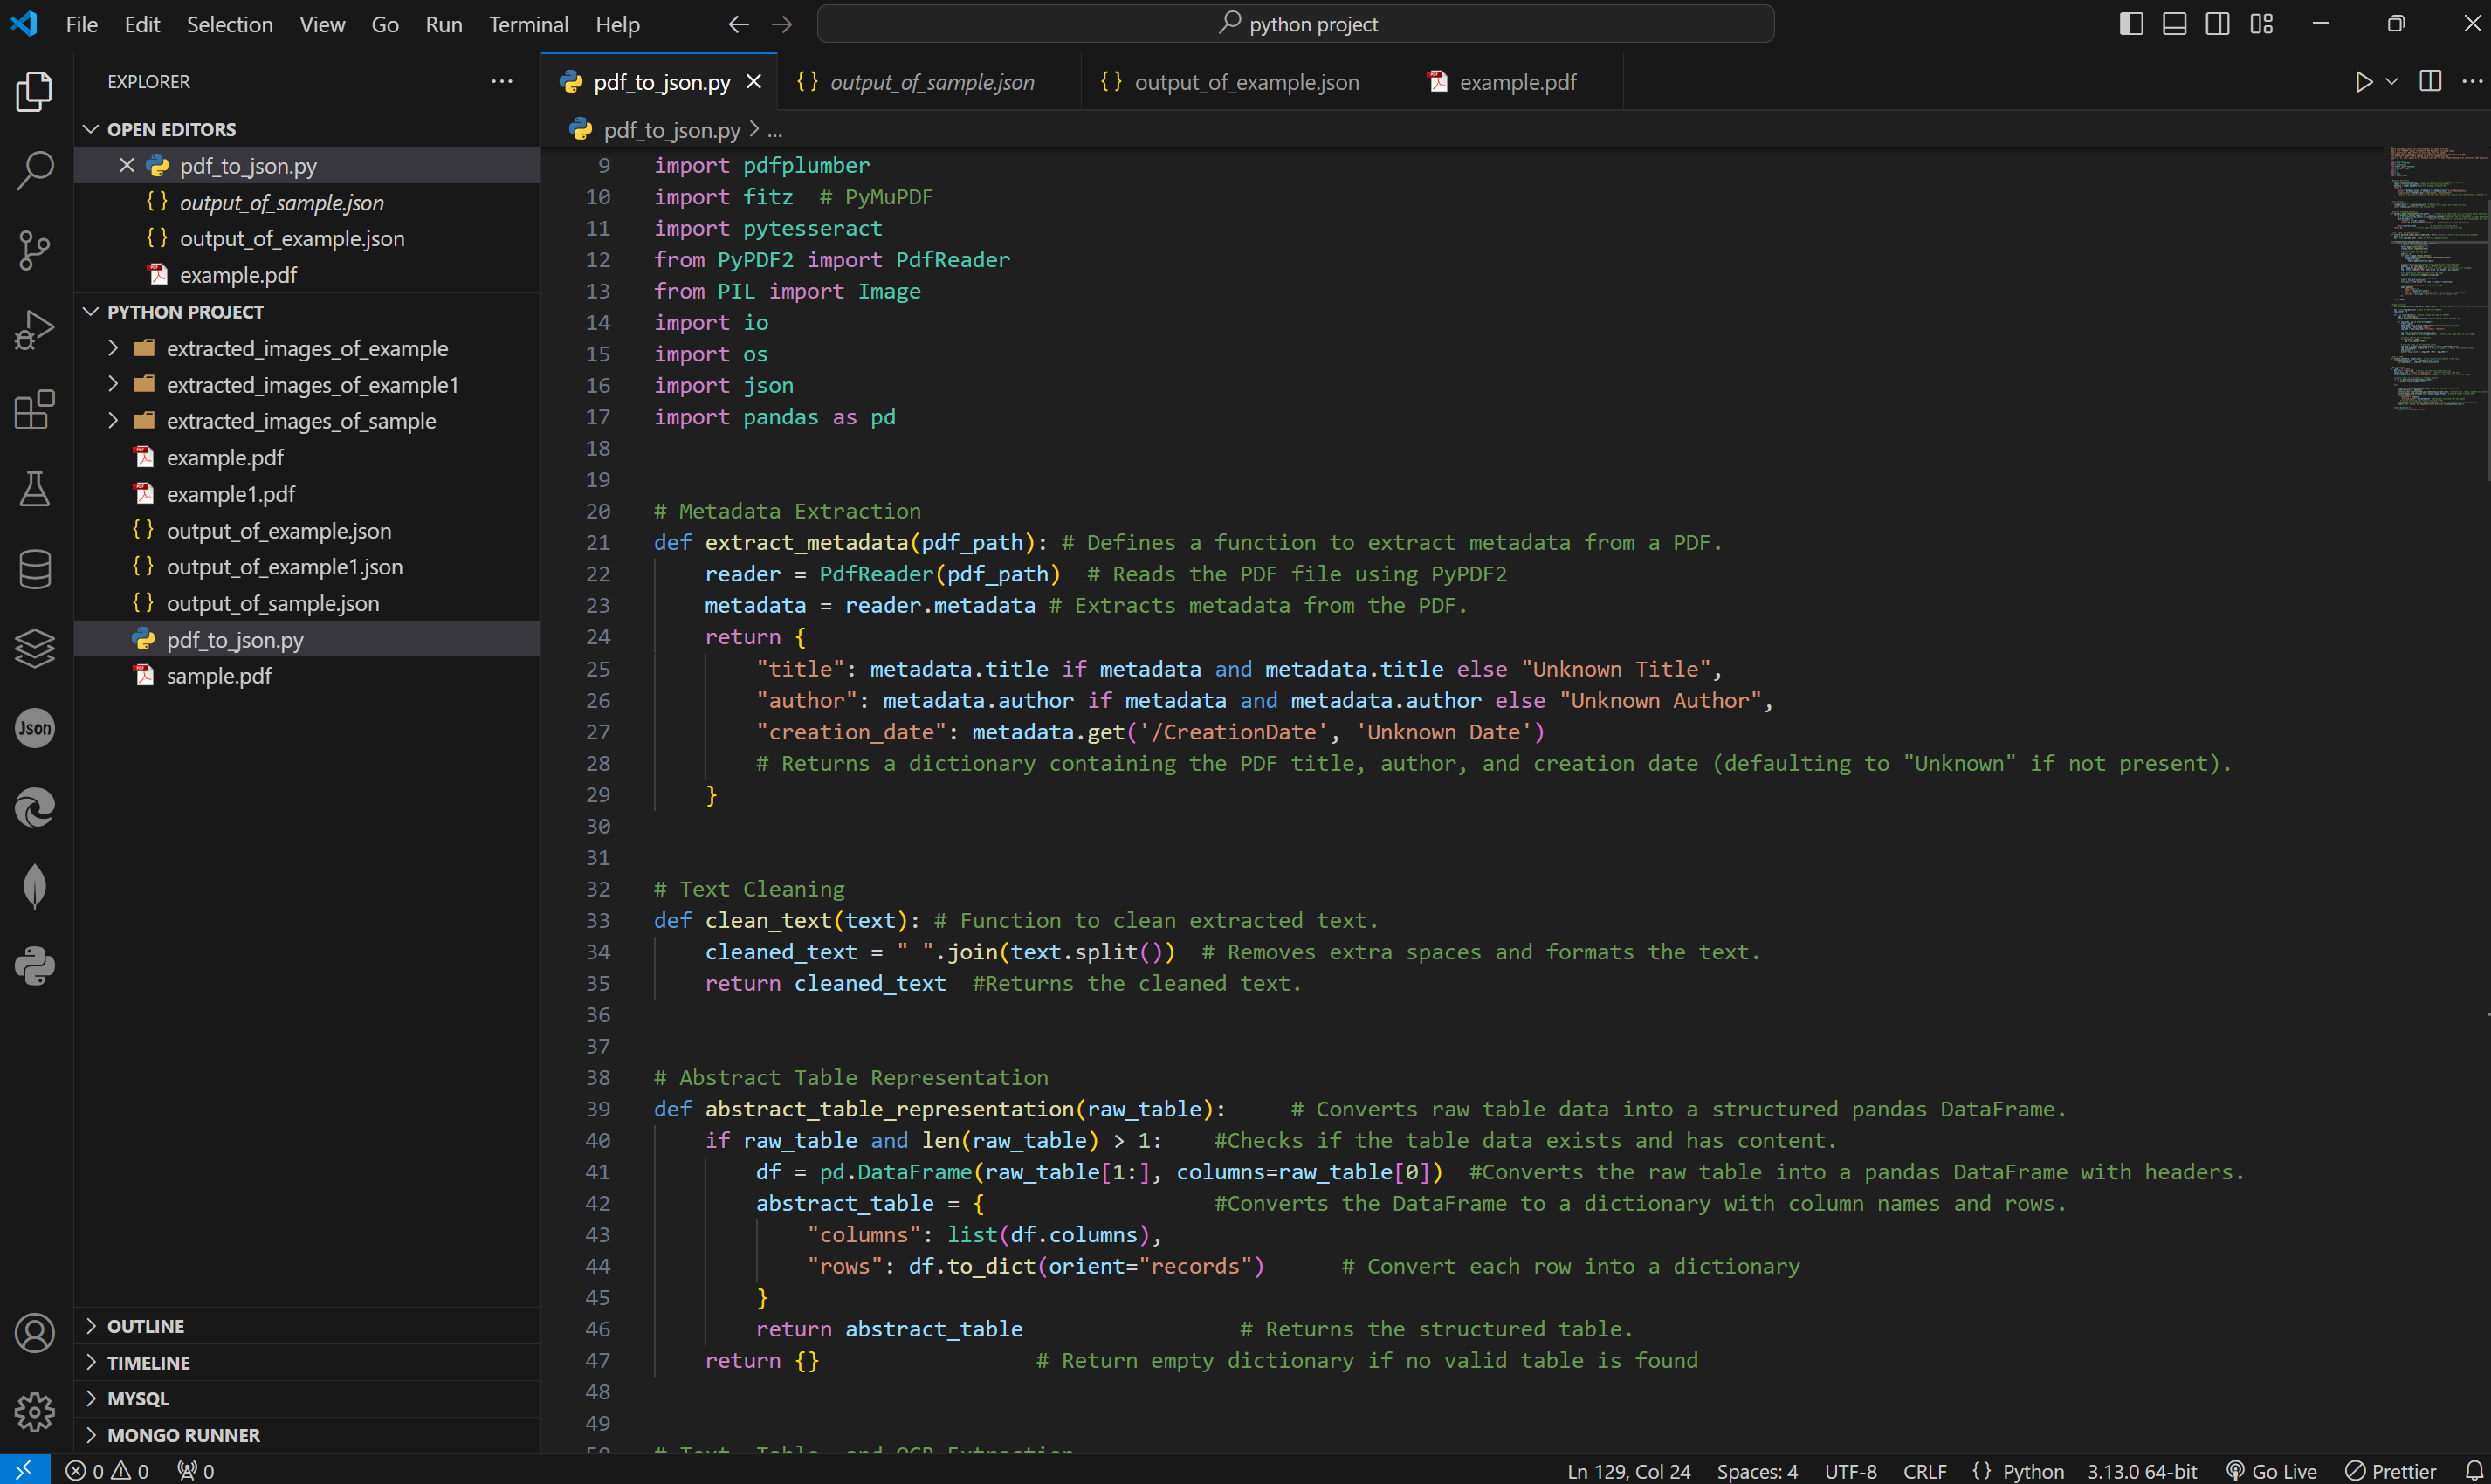 File Edit Selection View Go Run Terminal Help
python project
EXPLORER
OPEN EDITORS
pdf_to_json.py
output_of_sample.json
output_of_example.json
example.pdf
PYTHON PROJECT
extracted_images_of_example
extracted_images_of_example1
extracted_images_of_sample
example.pdf
example1.pdf
output_of_example.json
output_of_example1.json
output_of_sample.json
pdf_to_json.py
sample.pdf
Json
OUTLINE
TIMELINE
MYSQL
MONGO RUNNER
pdf_to_json.py output_of_sample.json output_of_example.json example.pdf
pdf_to_json.py > ...
9 import pdfplumber
10 import fitz  # PyMuPDF
11 import pytesseract
12 from PyPDF2 import PdfReader
13 from PIL import Image
14 import io
15 import os
16 import json
17 import pandas as pd
18
19
20 # Metadata Extraction
21 def extract_metadata(pdf_path): # Defines a function to extract metadata from a PDF.
22     reader = PdfReader(pdf_path)  # Reads the PDF file using PyPDF2
23     metadata = reader.metadata # Extracts metadata from the PDF.
24     return {
25         "title": metadata.title if metadata and metadata.title else "Unknown Title",
26         "author": metadata.author if metadata and metadata.author else "Unknown Author",
27         "creation_date": metadata.get('/CreationDate', 'Unknown Date')
28         # Returns a dictionary containing the PDF title, author, and creation date (defaulting to "Unknown" if not present).
29     }
30
31
32 # Text Cleaning
33 def clean_text(text): # Function to clean extracted text.
34     cleaned_text = " ".join(text.split())  # Removes extra spaces and formats the text.
35     return cleaned_text  #Returns the cleaned text.
36
37
38 # Abstract Table Representation
39 def abstract_table_representation(raw_table):     # Converts raw table data into a structured pandas DataFrame.
40     if raw_table and len(raw_table) > 1:    #Checks if the table data exists and has content.
41         df = pd.DataFrame(raw_table[1:], columns=raw_table[0])  #Converts the raw table into a pandas DataFrame with headers.
42         abstract_table = {                  #Converts the DataFrame to a dictionary with column names and rows.
43             "columns": list(df.columns),
44             "rows": df.to_dict(orient="records")      # Convert each row into a dictionary
45         }
46         return abstract_table                 # Returns the structured table.
47     return {}                 # Return empty dictionary if no valid table is found
48
49
50 # Text, Table, and OCR Extraction
0 0 0 Ln 129, Col 24 Spaces: 4 UTF-8 CRLF {} Python 3.13.0 64-bit Go Live Prettier